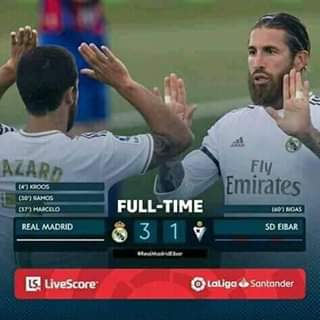 AZARD
Fly
Emirates
(4') KROOS
(30') RAMOS
(37') MARCELO
FULL-TIME
(60') BIGAS
REAL MADRID
3 1
SD EIBAR
#RealMadridEibar
LS LiveScore
LaLiga Santander